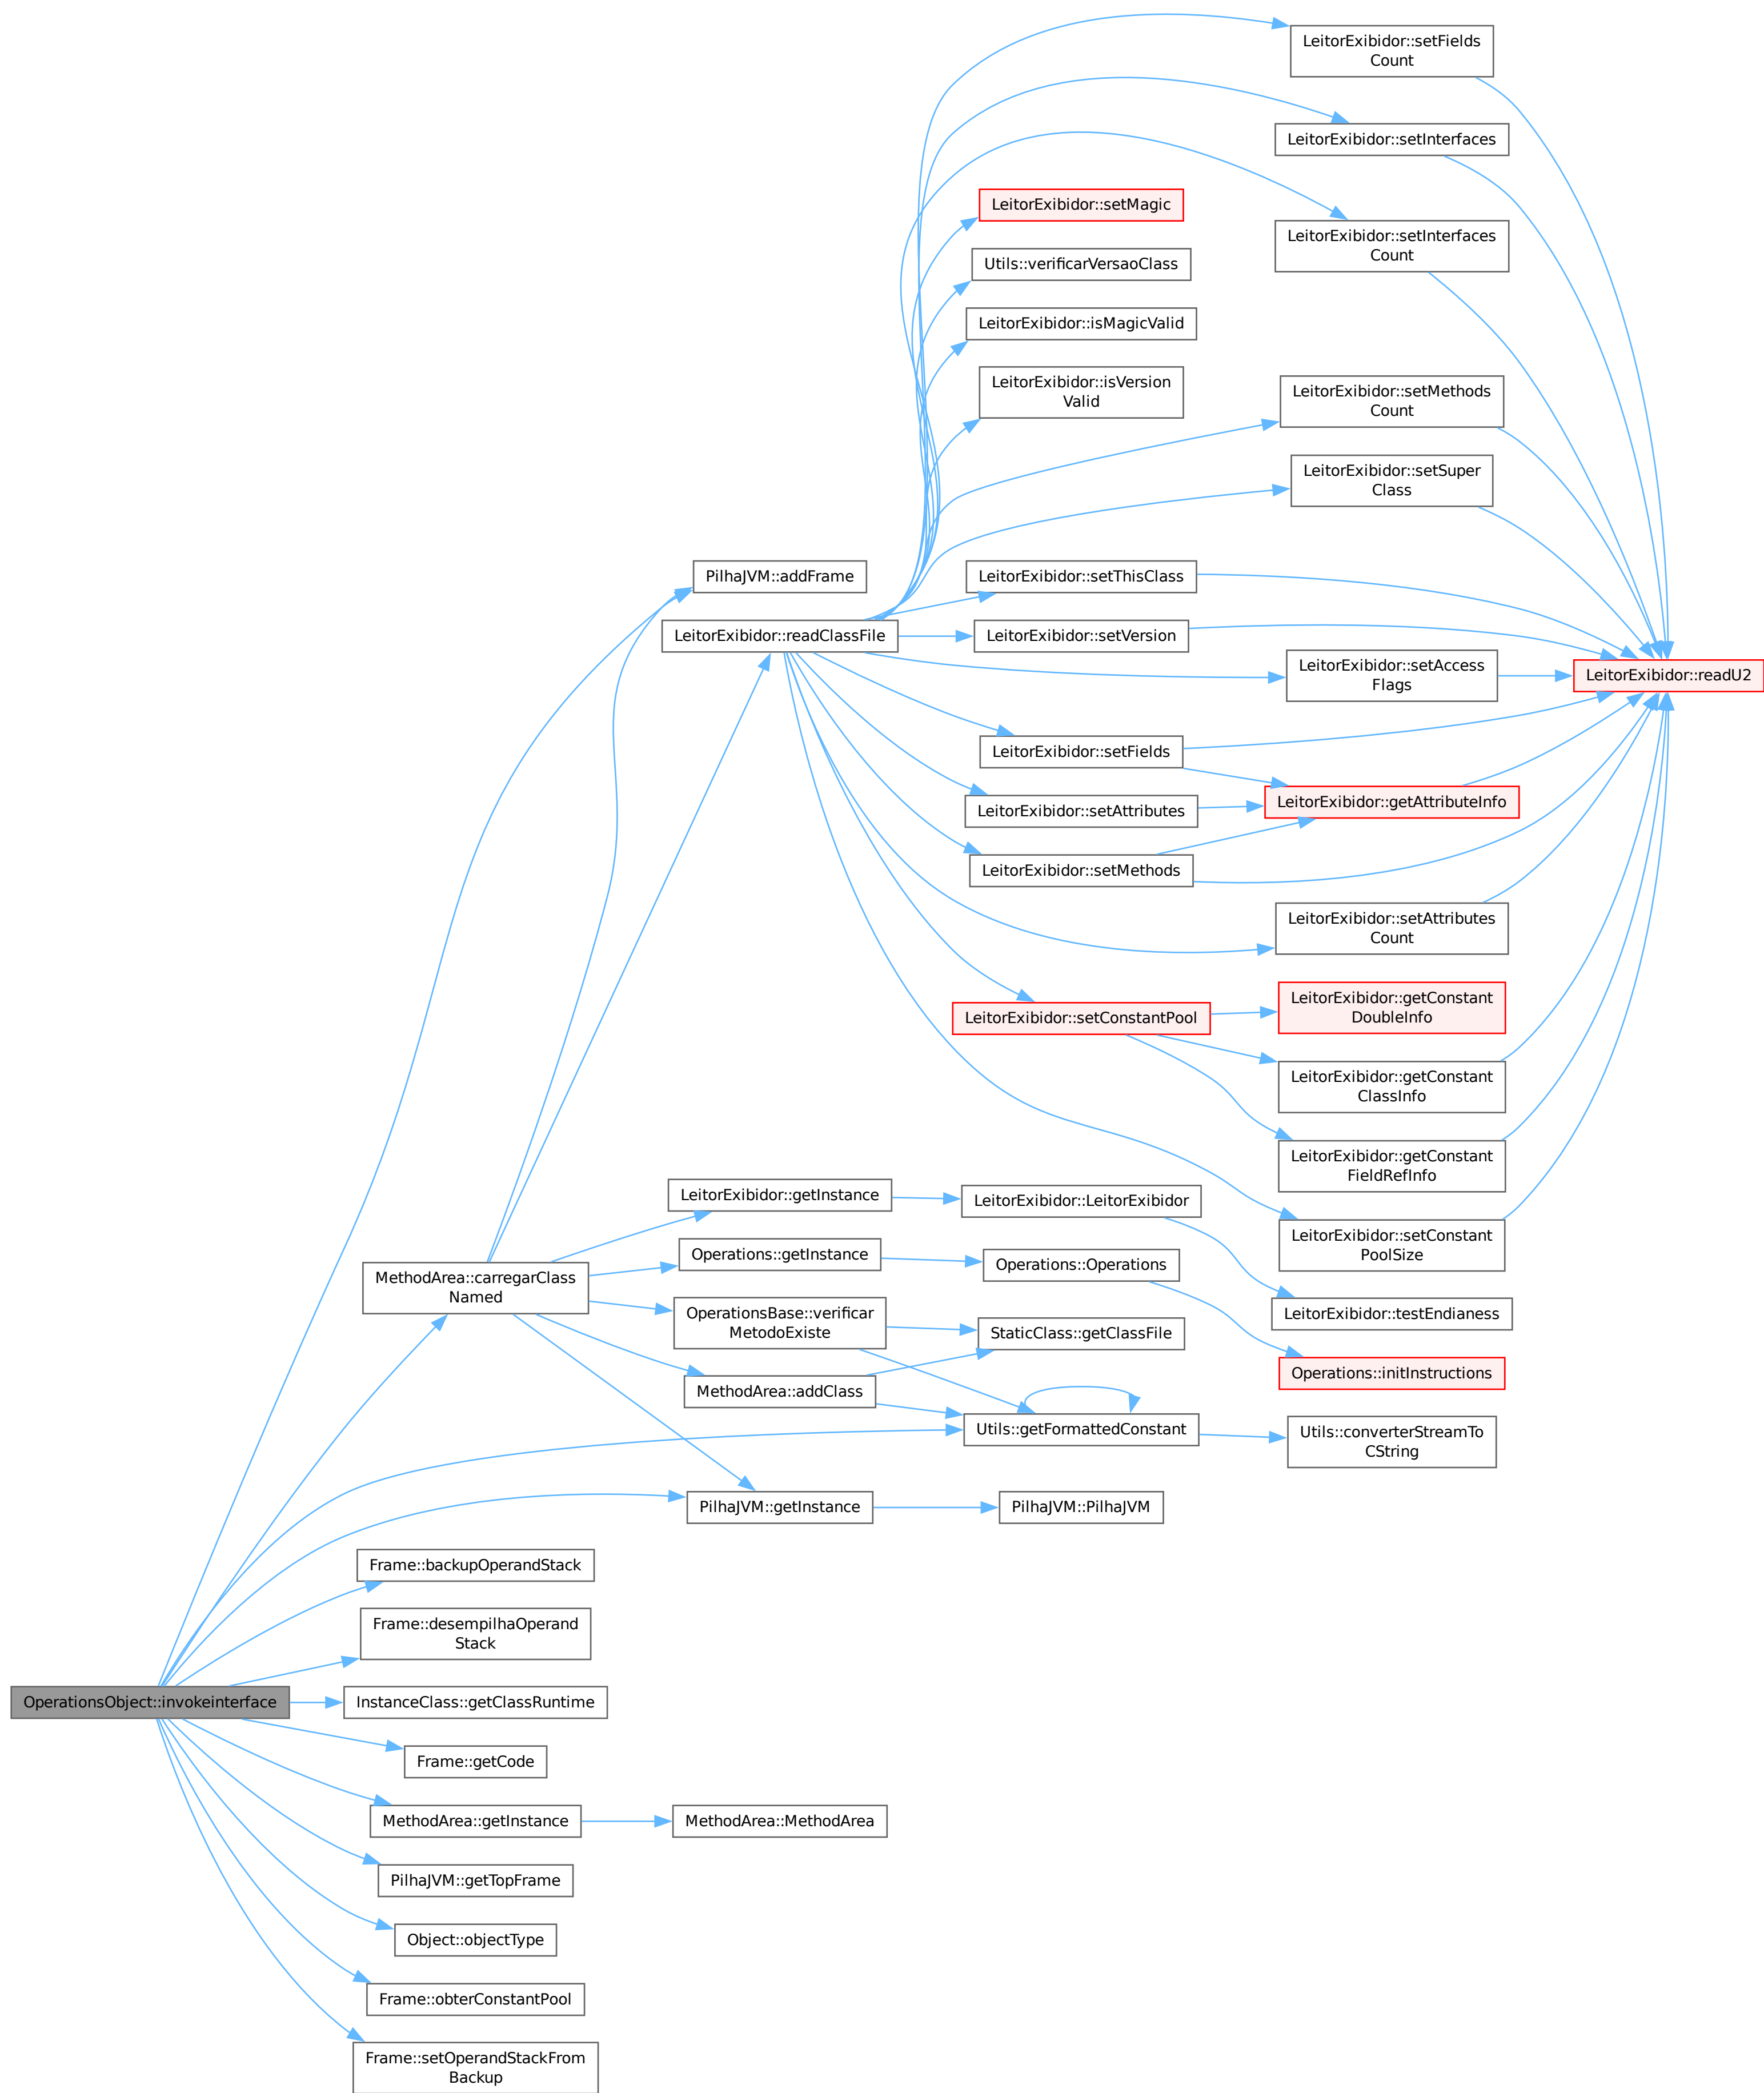 LeitorExibidor::setFields
Count
LeitorExibidor::setInterfaces
LeitorExibidor::setMagic
LeitorExibidor::setInterfaces
Count
Utils::verificarVersaoClass
LeitorExibidor::isMagicValid
LeitorExibidor::isVersion
Valid
LeitorExibidor::setMethods
Count
LeitorExibidor::setSuper
Class
PilhaJVM::addFrame
LeitorExibidor::setThisClass
LeitorExibidor::readClassFile
LeitorExibidor::setVersion
LeitorExibidor::setAccess
Flags
LeitorExibidor::readU2
LeitorExibidor::setFields
LeitorExibidor::getAttributeInfo
LeitorExibidor::setAttributes
LeitorExibidor::setMethods
LeitorExibidor::setAttributes
Count
LeitorExibidor::setConstantPool
LeitorExibidor::getConstant
DoubleInfo
LeitorExibidor::getConstant
ClassInfo
LeitorExibidor::getConstant
FieldRefInfo
LeitorExibidor::getInstance
LeitorExibidor::LeitorExibidor
LeitorExibidor::setConstant
PoolSize
Operations::getInstance
Operations::Operations
MethodArea::carregarClass
Named
OperationsBase::verificar
MetodoExiste
LeitorExibidor::testEndianess
StaticClass::getClassFile
Operations::initInstructions
MethodArea::addClass
Utils::getFormattedConstant
Utils::converterStreamTo
CString
PilhaJVM::getInstance
PilhaJVM::PilhaJVM
Frame::backupOperandStack
Frame::desempilhaOperand
Stack
OperationsObject::invokeinterface
InstanceClass::getClassRuntime
Frame::getCode
MethodArea::getInstance
MethodArea::MethodArea
PilhaJVM::getTopFrame
Object::objectType
Frame::obterConstantPool
Frame::setOperandStackFrom
Backup